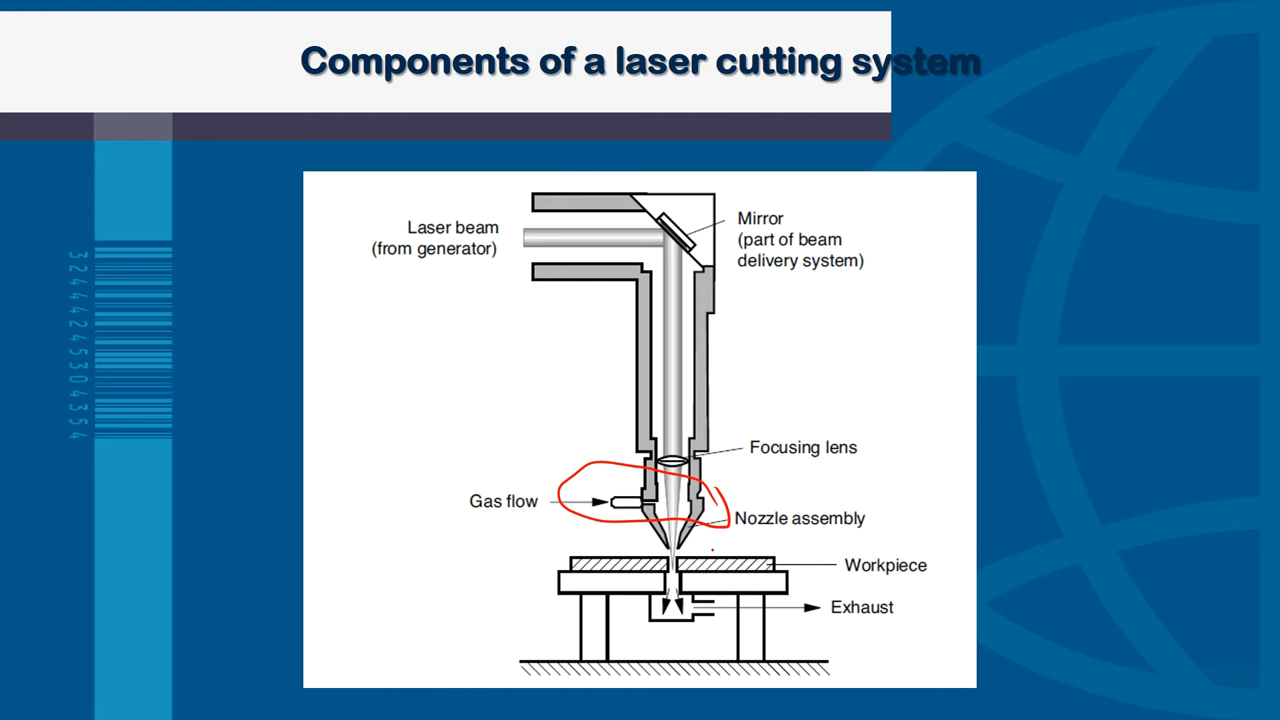 Components of a laser cutting system
Laser beam
(from generator)
Mirror
(part of beam
delivery system)
Focusing lens
Gas flow
Nozzle assembly
Workpiece
Exhaust
32444245304354